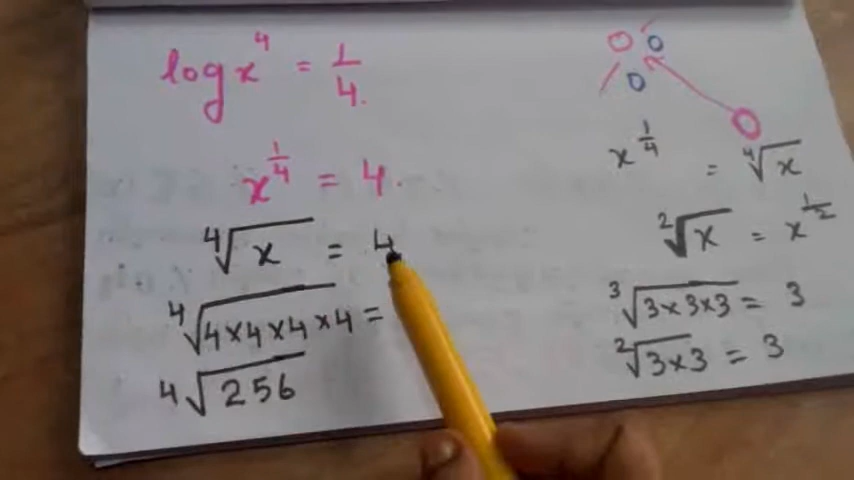 log x⁴ = 1/4.
x^(1/4) = 4.
⁴√x = 4
⁴√(4×4×4×4) =
⁴√256
x^(1/4) = ⁴√x
²√x = x^(1/2)
³√(3×3×3) = 3
²√(3×3) = 3